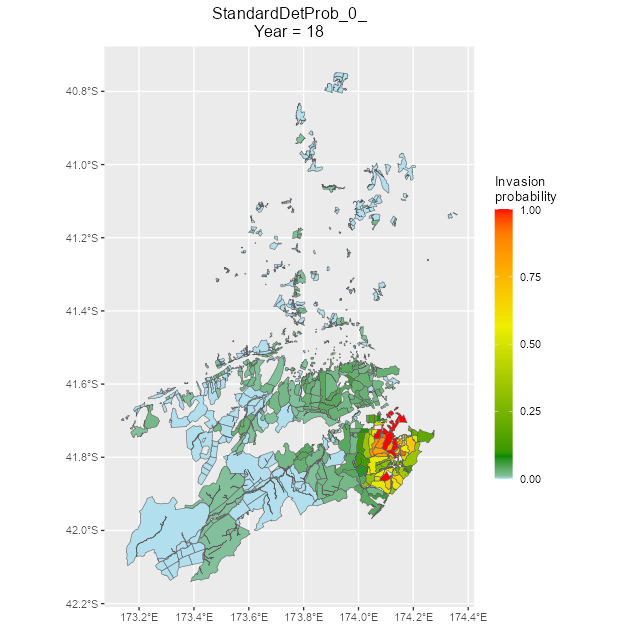 StandardDetProb_0_
Year = 18
40.8°S
41.0°S
41.2°S
41.4°S
41.6°S
41.8°S
42.0°S
42.2°S
173.2°E 173.4°E 173.6°E 173.8°E 174.0°E 174.2°E 174.4°E
Invasion
probability
1.00
0.75
0.50
0.25
0.00